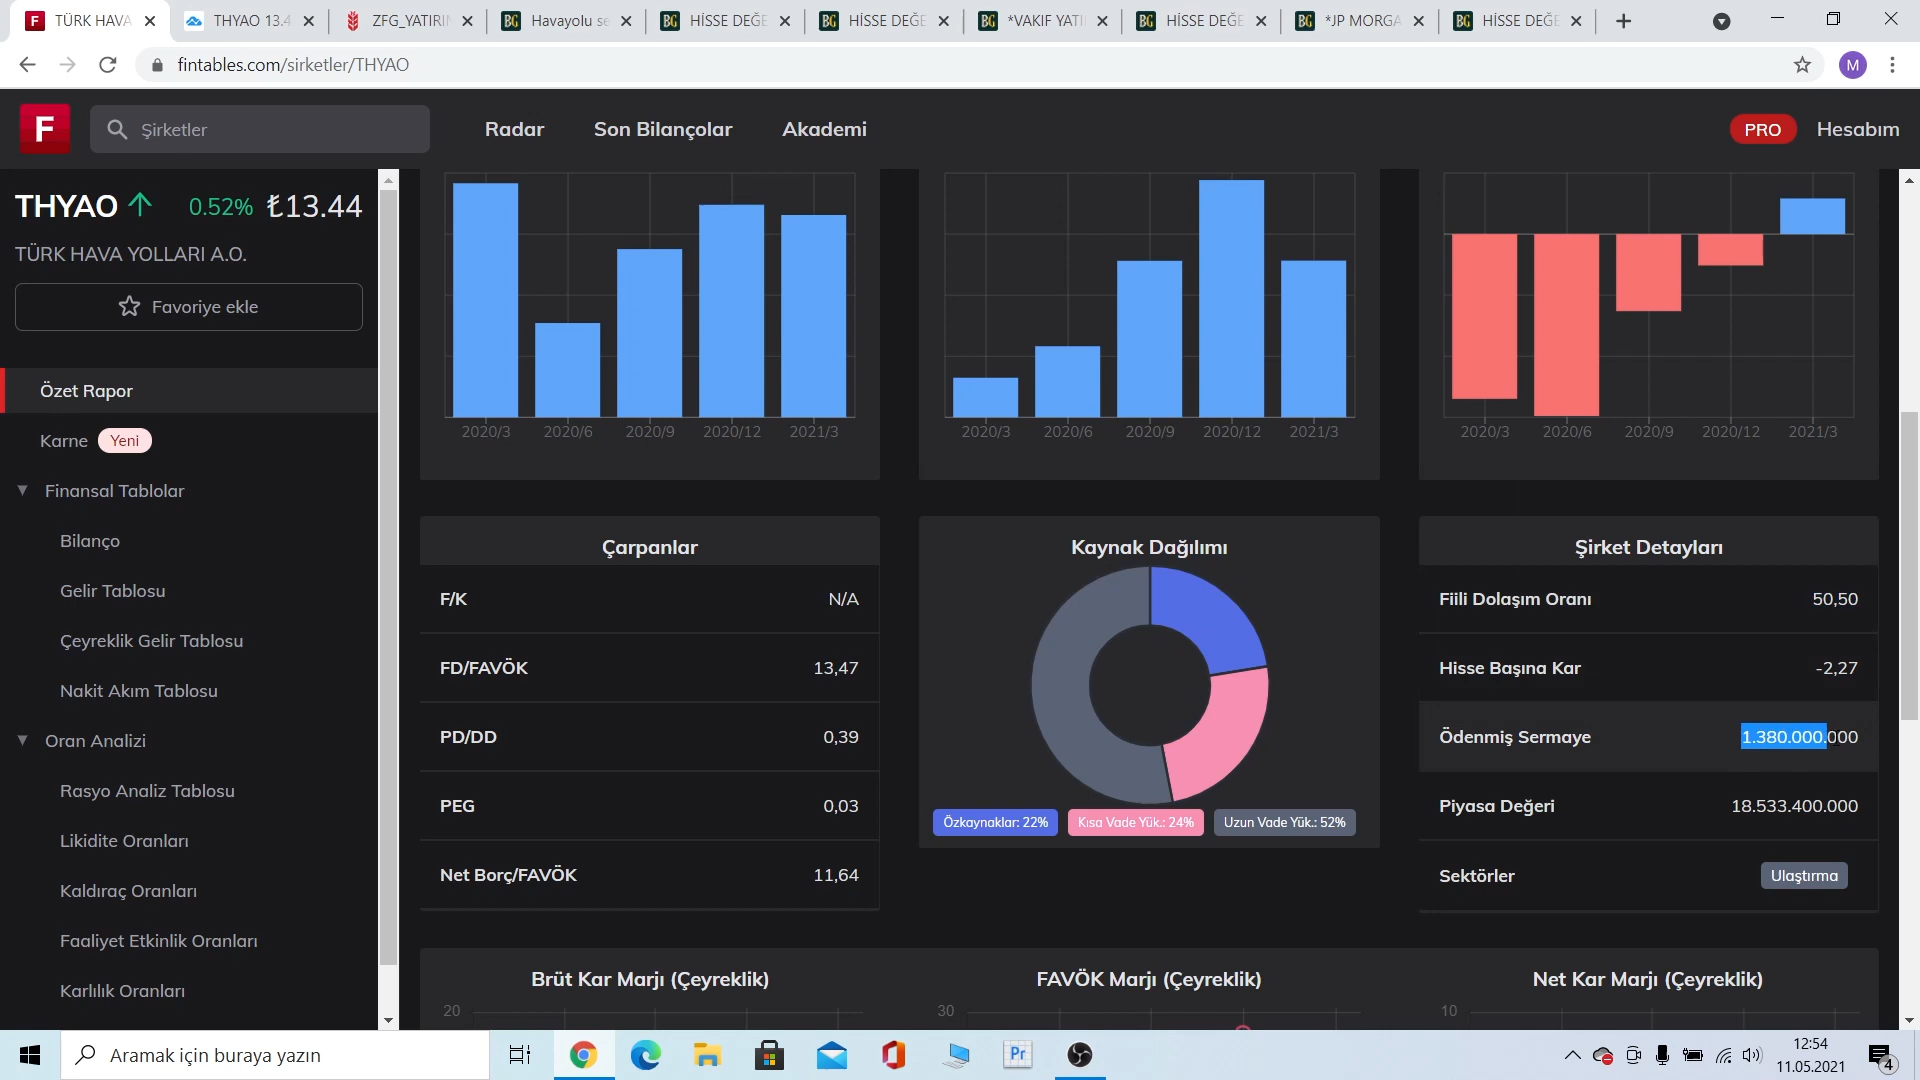 TÜRK HAVA
THYAO 13.4
ZFG_YATIRIM
Havayolu se
HİSSE DEĞE
HİSSE DEĞE
*VAKIF YATI
HİSSE DEĞE
*JP MORGA
HİSSE DEĞE
fintables.com/sirketler/THYAO
M
F
Şirketler
Radar
Son Bilançolar
Akademi
PRO
Hesabım
THYAO
0.52%
₺13.44
TÜRK HAVA YOLLARI A.O.
Favoriye ekle
Özet Rapor
Karne
Yeni
Finansal Tablolar
Bilanço
Gelir Tablosu
Çeyreklik Gelir Tablosu
Nakit Akım Tablosu
Oran Analizi
Rasyo Analiz Tablosu
Likidite Oranları
Kaldıraç Oranları
Faaliyet Etkinlik Oranları
Karlılık Oranları
2020/3 2020/6 2020/9 2020/12 2021/3
2020/3 2020/6 2020/9 2020/12 2021/3
2020/3 2020/6 2020/9 2020/12 2021/3
Çarpanlar
F/K N/A
FD/FAVÖK 13,47
PD/DD 0,39
PEG 0,03
Net Borç/FAVÖK 11,64
Kaynak Dağılımı
Özkaynaklar: 22%
Kısa Vade Yük.: 24%
Uzun Vade Yük.: 52%
Şirket Detayları
Fiili Dolaşım Oranı 50,50
Hisse Başına Kar -2,27
Ödenmiş Sermaye 1.380.000.000
Piyasa Değeri 18.533.400.000
Sektörler Ulaştırma
Brüt Kar Marjı (Çeyreklik)
20
FAVÖK Marjı (Çeyreklik)
30
Net Kar Marjı (Çeyreklik)
10
Aramak için buraya yazın
Pr
12:54
11.05.2021
4